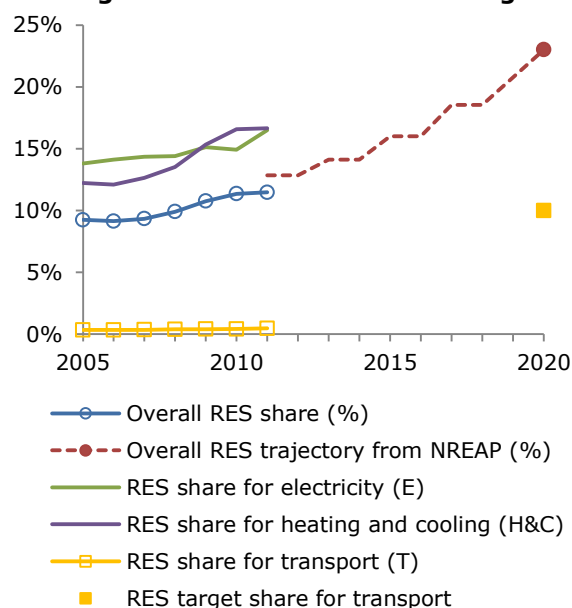 25%
20%
15%
10%
5%
0%
2005 2010 2015 2020
Overall RES share (%)
Overall RES trajectory from NREAP (%)
RES share for electricity (E)
RES share for heating and cooling (H&C)
RES share for transport (T)
RES target share for transport